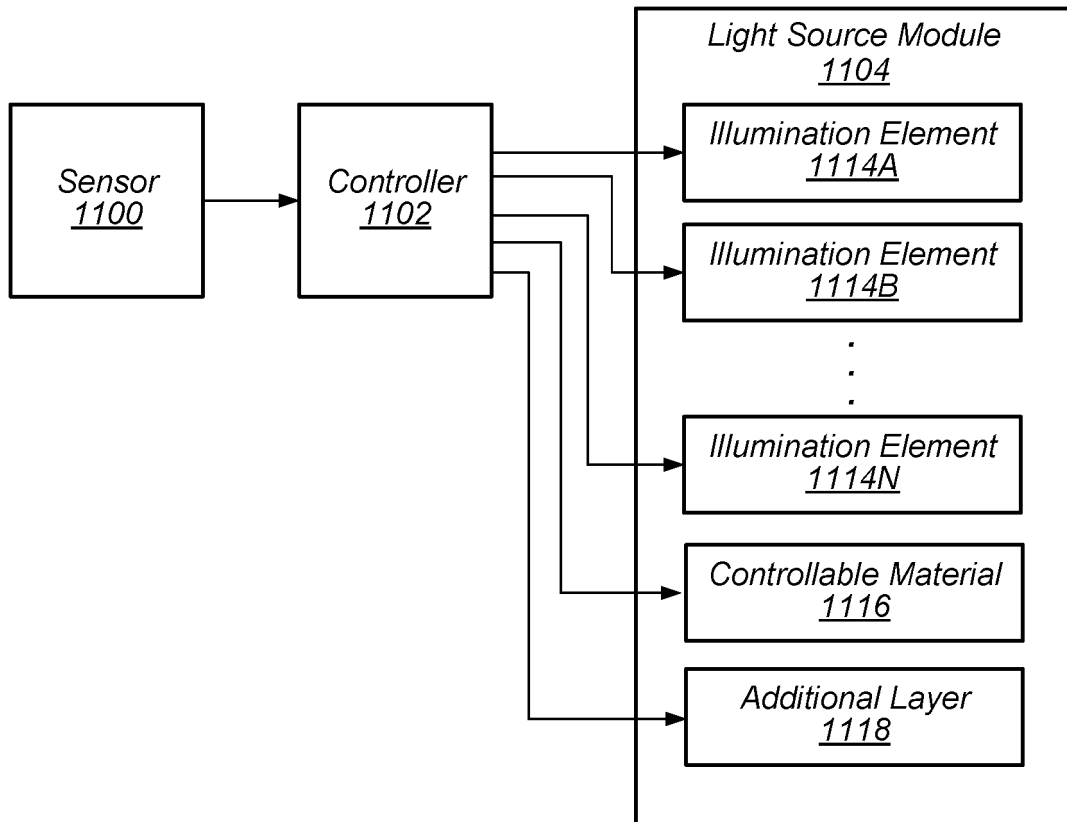 Light Source Module
1104
Sensor
1100
Controller
1102
Illumination Element
1114A
Illumination Element
1114B
.
.
.
Illumination Element
1114N
Controllable Material
1116
Additional Layer
1118